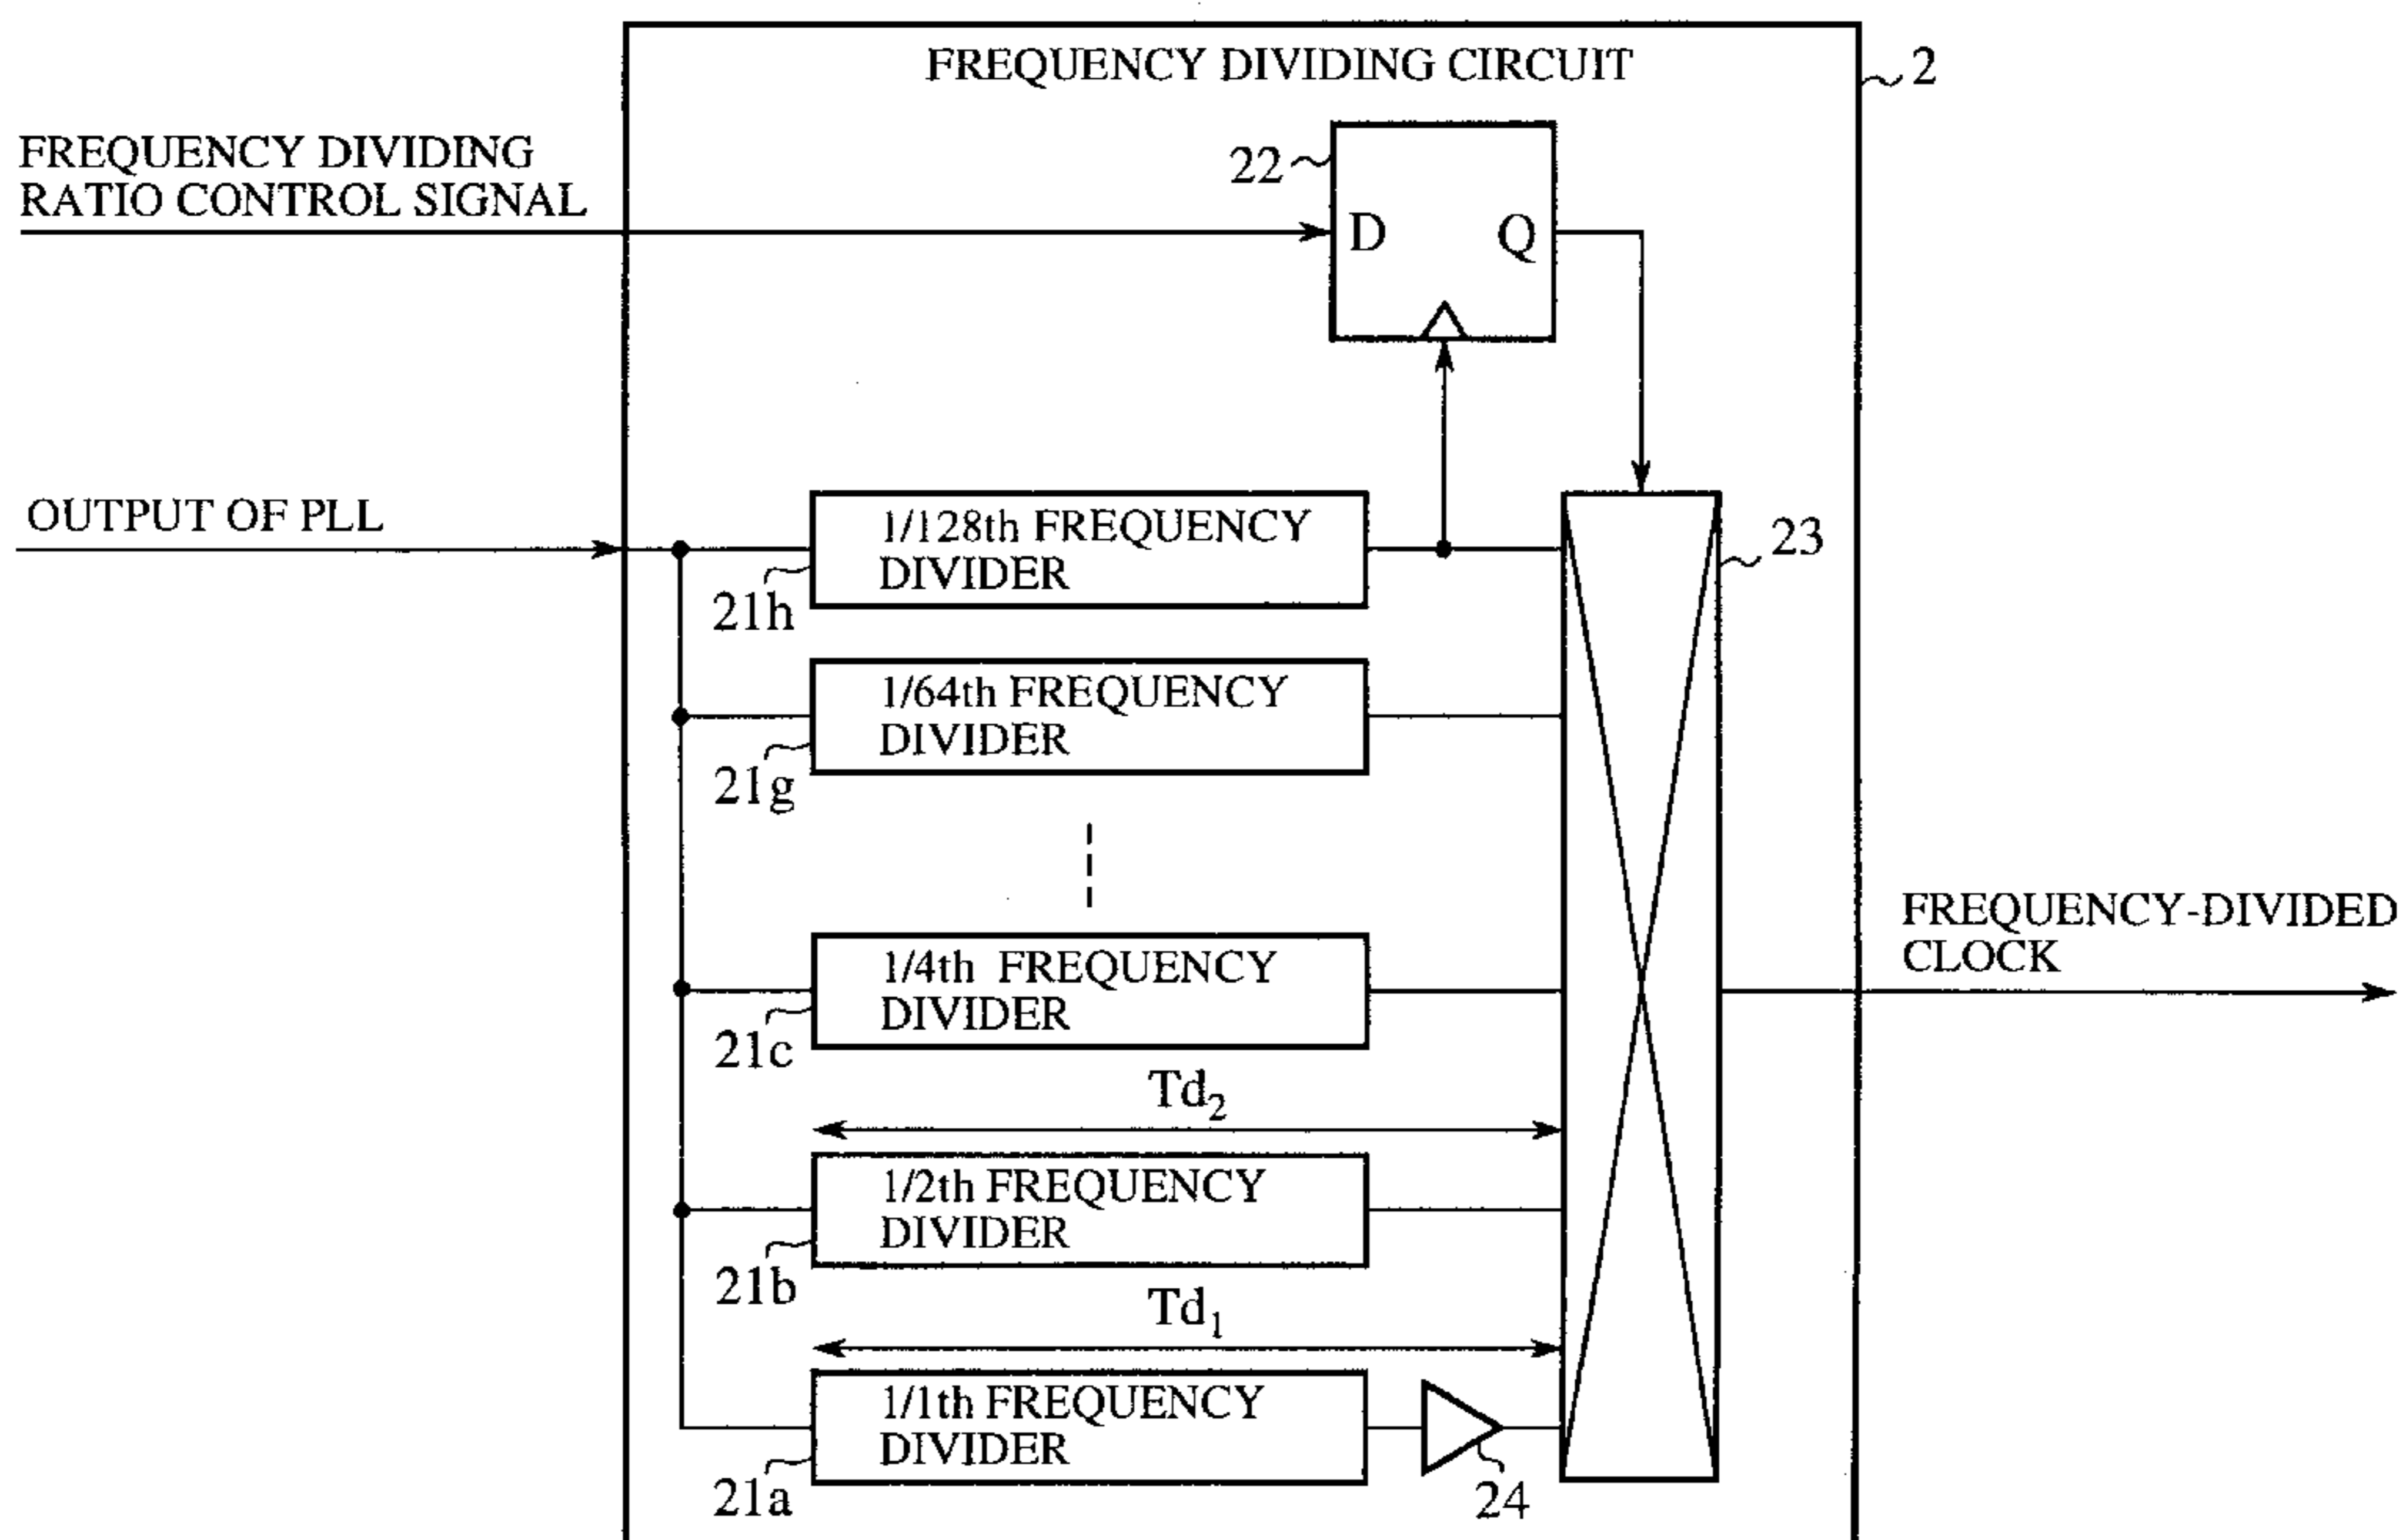 FREQUENCY DIVIDING CIRCUIT
2
FREQUENCY DIVIDING
RATIO CONTROL SIGNAL
22
D Q
OUTPUT OF PLL
1/128th FREQUENCY
DIVIDER
21h
23
1/64th FREQUENCY
DIVIDER
21g
1/4th FREQUENCY
DIVIDER
21c
FREQUENCY-DIVIDED
CLOCK
Td2
1/2th FREQUENCY
DIVIDER
21b
Td1
1/1th FREQUENCY
DIVIDER
21a
24